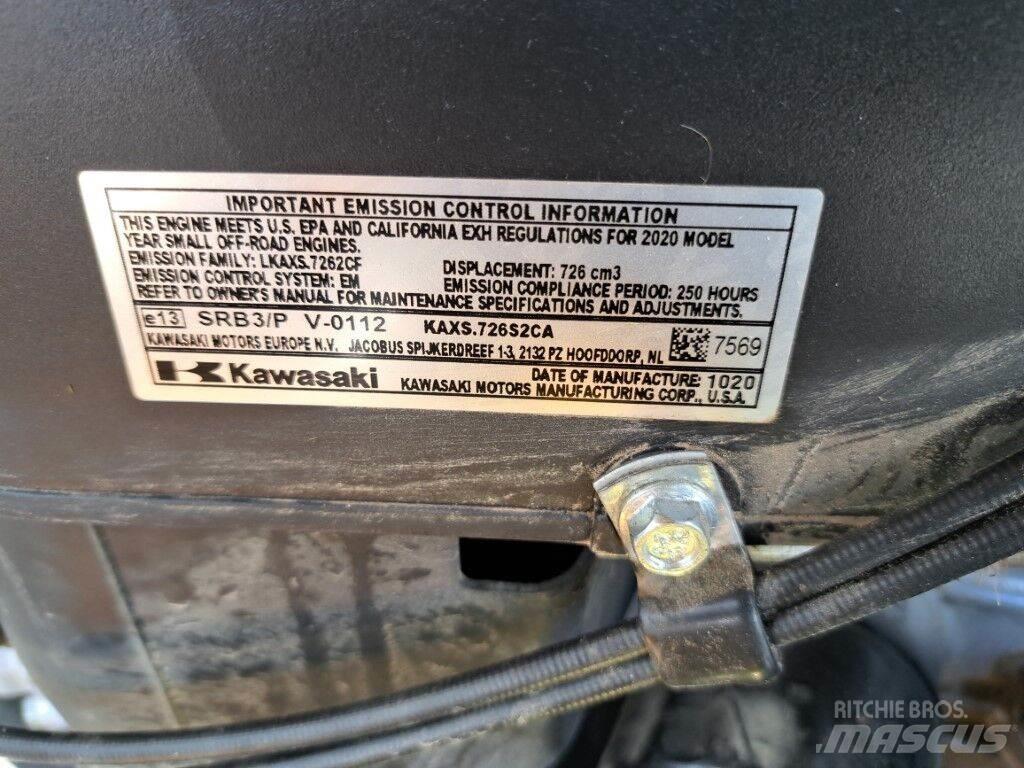 IMPORTANT EMISSION CONTROL INFORMATION
THIS ENGINE MEETS U.S. EPA AND CALIFORNIA EXH REGULATIONS FOR 2020 MODEL
YEAR SMALL OFF-ROAD ENGINES.
EMISSION FAMILY: LKAXS.7262CF DISPLACEMENT: 726 cm3
EMISSION CONTROL SYSTEM: EM EMISSION COMPLIANCE PERIOD: 250 HOURS
REFER TO OWNER'S MANUAL FOR MAINTENANCE SPECIFICATIONS AND ADJUSTMENTS.
e13 SRB3/P V-0112 KAXS.726S2CA 7569
KAWASAKI MOTORS EUROPE N.V. JACOBUS SPIJKERDREEF 1-3, 2132 PZ HOOFDDORP, NL
Kawasaki DATE OF MANUFACTURE: 1020
KAWASAKI MOTORS MANUFACTURING CORP., U.S.A.
RITCHIE BROS.
MASCUS